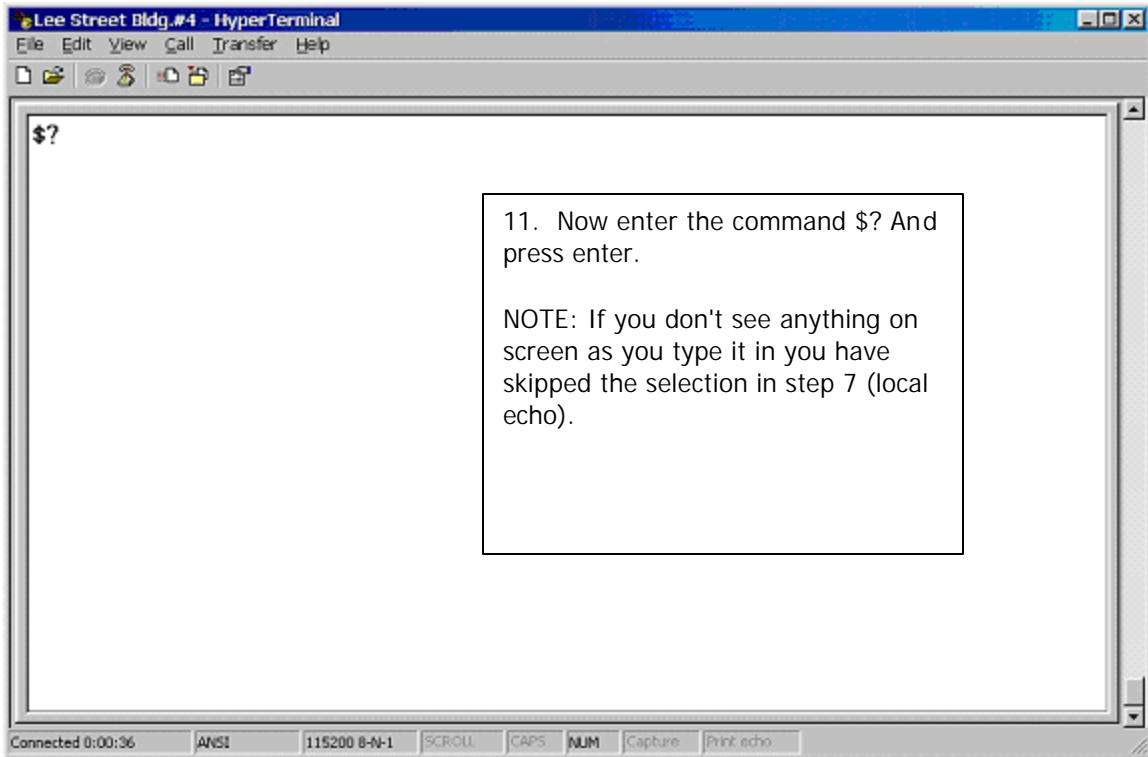 Lee Street Bldg.#4 - HyperTerminal
File Edit View Call Transfer Help
$?
11. Now enter the command $? And
press enter.
NOTE: If you don't see anything on
screen as you type it in you have
skipped the selection in step 7 (local
echo).
Connected 0:00:36 ANSI 115200 8-N-1 SCROLL CAPS NUM Capture Print echo